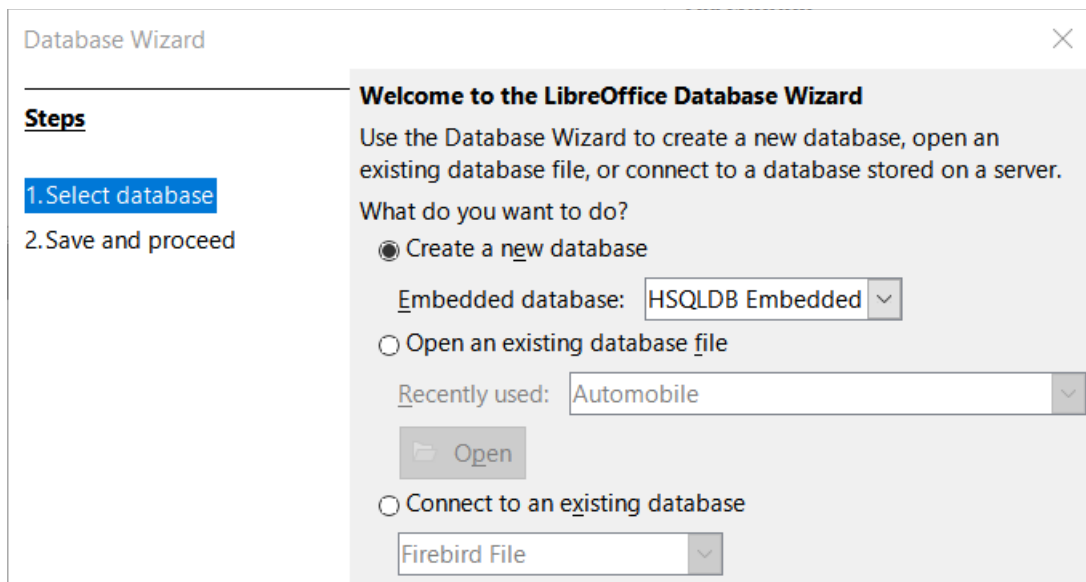 Database Wizard
Steps
1.Select database
2.Save and proceed
Welcome to the LibreOffice Database Wizard
Use the Database Wizard to create a new database, open an
existing database file, or connect to a database stored on a server.
What do you want to do?
Create a new database
Embedded database: HSQLDB Embedded
Open an existing database file
Recently used: Automobile
Open
Connect to an existing database
Firebird File